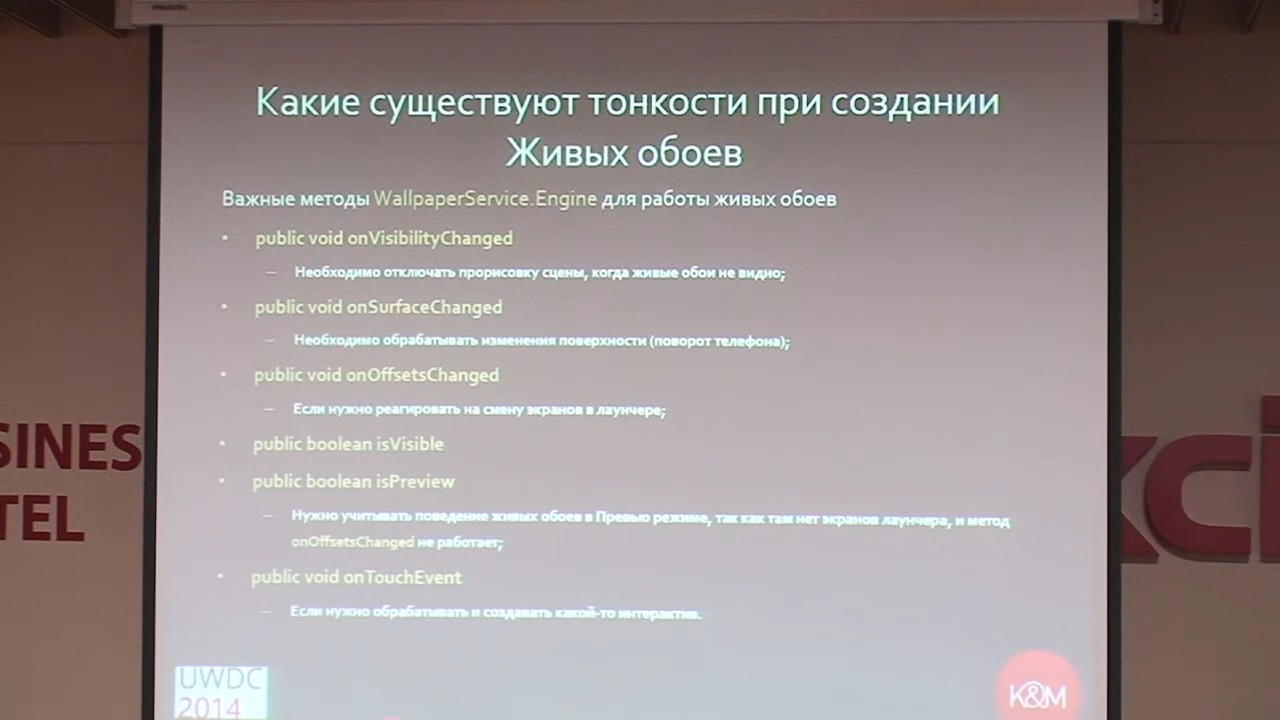 Какие существуют тонкости при создании
Живых обоев
Важные методы WallpaperService.Engine для работы живых обоев
• public void onVisibilityChanged
– Необходимо отключать прорисовку сцены, когда живые обои не видно;
• public void onSurfaceChanged
– Необходимо обрабатывать изменения поверхности (поворот телефона);
• public void onOffsetsChanged
– Если нужно реагировать на смену экранов в лаунчере;
• public boolean isVisible
• public boolean isPreview
– Нужно учитывать поведение живых обоев в Превью режиме, так как там нет экранов лаунчера, и метод
onOffsetsChanged не работает;
• public void onTouchEvent
– Если нужно обрабатывать и создавать какой-то интерактив.
SINES
TEL
UWDC
2014
K&M